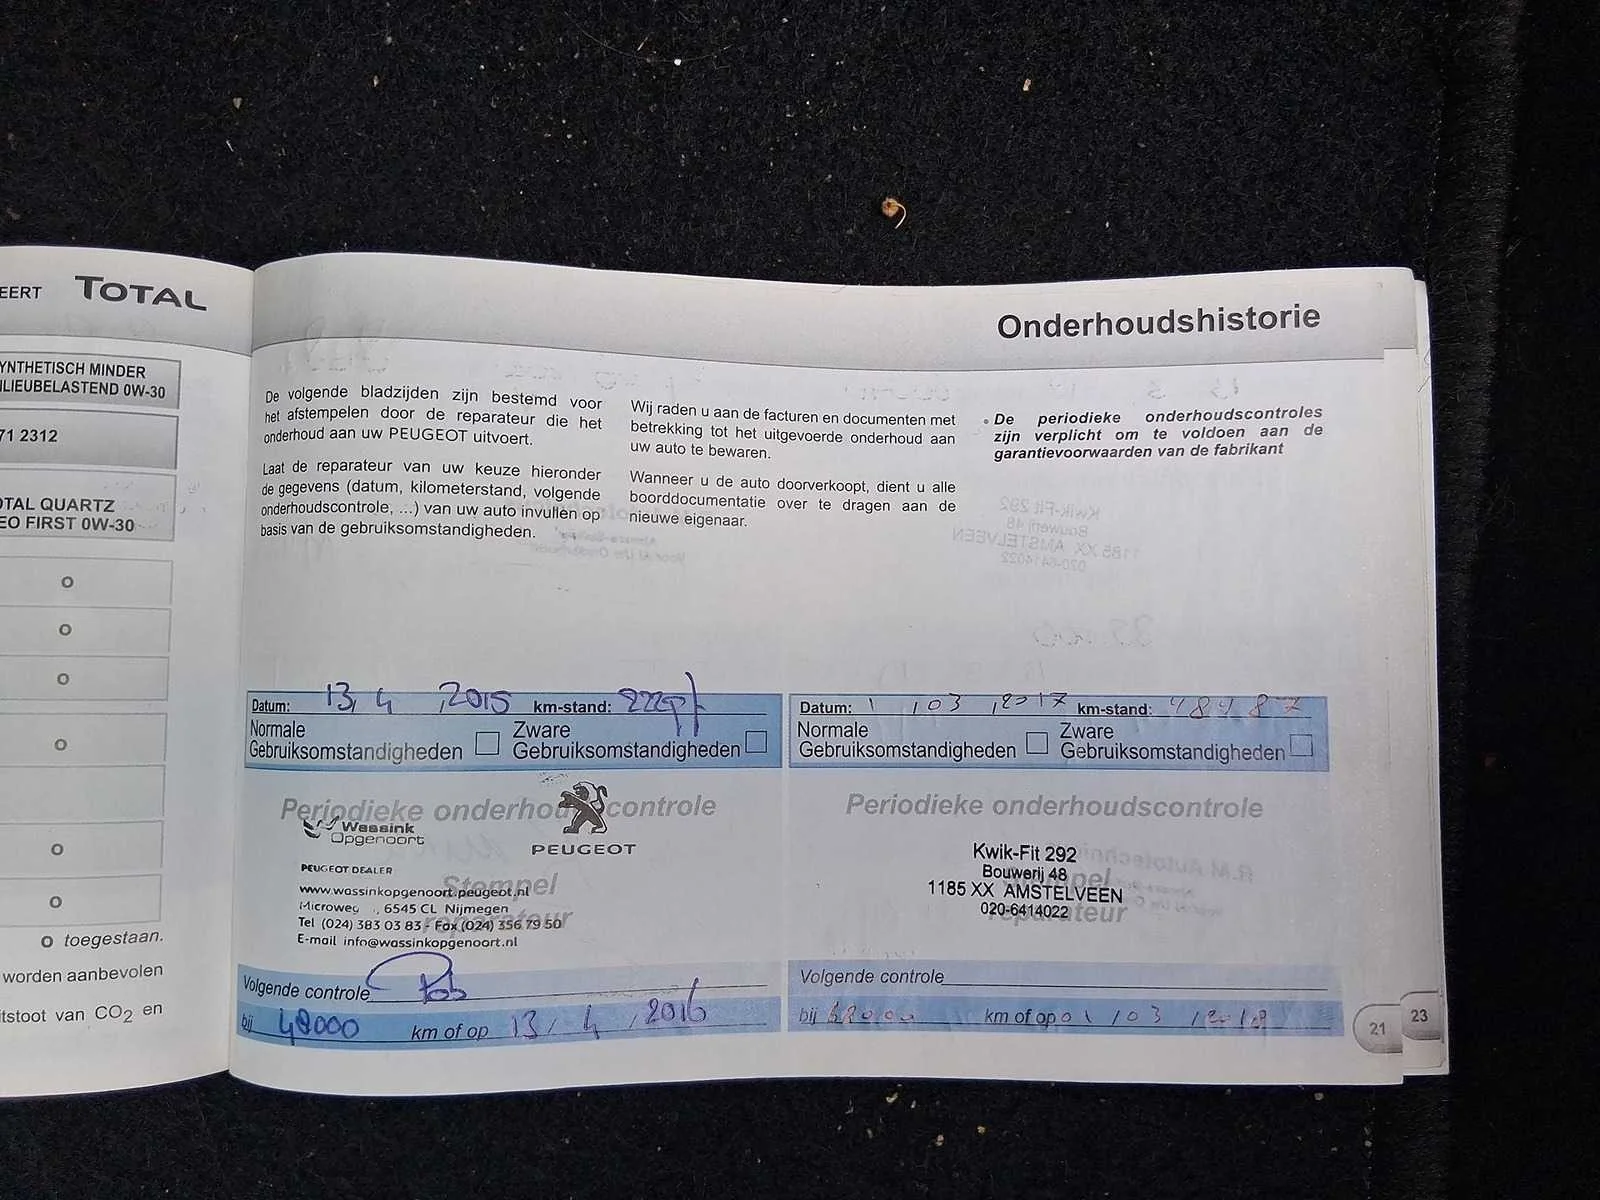 EERT TOTAL
YNTHETISCH MINDER
ILIEUBELASTEND 0W-30
71 2312
OTAL QUARTZ
EO FIRST 0W-30
o
o
o
o
o
o
o toegestaan.
worden aanbevolen
itstoot van CO2 en
Onderhoudshistorie
De volgende bladzijden zijn bestemd voor
het afstempelen door de reparateur die het
onderhoud aan uw PEUGEOT uitvoert.
Laat de reparateur van uw keuze hieronder
de gegevens (datum, kilometerstand, volgende
onderhoudscontrole, ...) van uw auto invullen op
basis van de gebruiksomstandigheden.
Wij raden u aan de facturen en documenten met
betrekking tot het uitgevoerde onderhoud aan
uw auto te bewaren.
Wanneer u de auto doorverkoopt, dient u alle
boorddocumentatie over te dragen aan de
nieuwe eigenaar.
• De periodieke onderhoudscontroles
zijn verplicht om te voldoen aan de
garantievoorwaarden van de fabrikant
Datum: 13, 4 , 2015 km-stand:
Normale
Gebruiksomstandigheden
Zware
Gebruiksomstandigheden
Periodieke onderhoudscontrole
Wassink
Opgenoort
PEUGEOT
PEUGEOT DEALER
Stempel
reparateur
www.wassinkopgenoort.peugeot.nl
Microweg , 6545 CL Nijmegen
Tel (024) 383 03 83 - Fax (024) 356 79 50
E-mail info@wassinkopgenoort.nl
Volgende controle
bij 48000 km of op 13 / 4 , 2016
Datum: 1 , 03 , 2017 km-stand: 48487
Normale
Gebruiksomstandigheden
Zware
Gebruiksomstandigheden
Periodieke onderhoudscontrole
Kwik-Fit 292
Bouwerij 48
1185 XX AMSTELVEEN
020-6414022
Stempel
reparateur
Volgende controle
bij 68000 km of op 01 / 03 / 2018
21
23